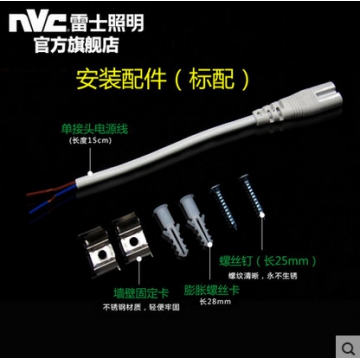 nvc 雷士照明
官方旗舰店
安装配件（标配）
单接头电源线
(长度15cm)
螺丝钉（长25mm）
螺纹清晰，永不生锈
墙壁固定卡
不锈钢材质，轻便牢固
膨胀螺丝卡
长28mm